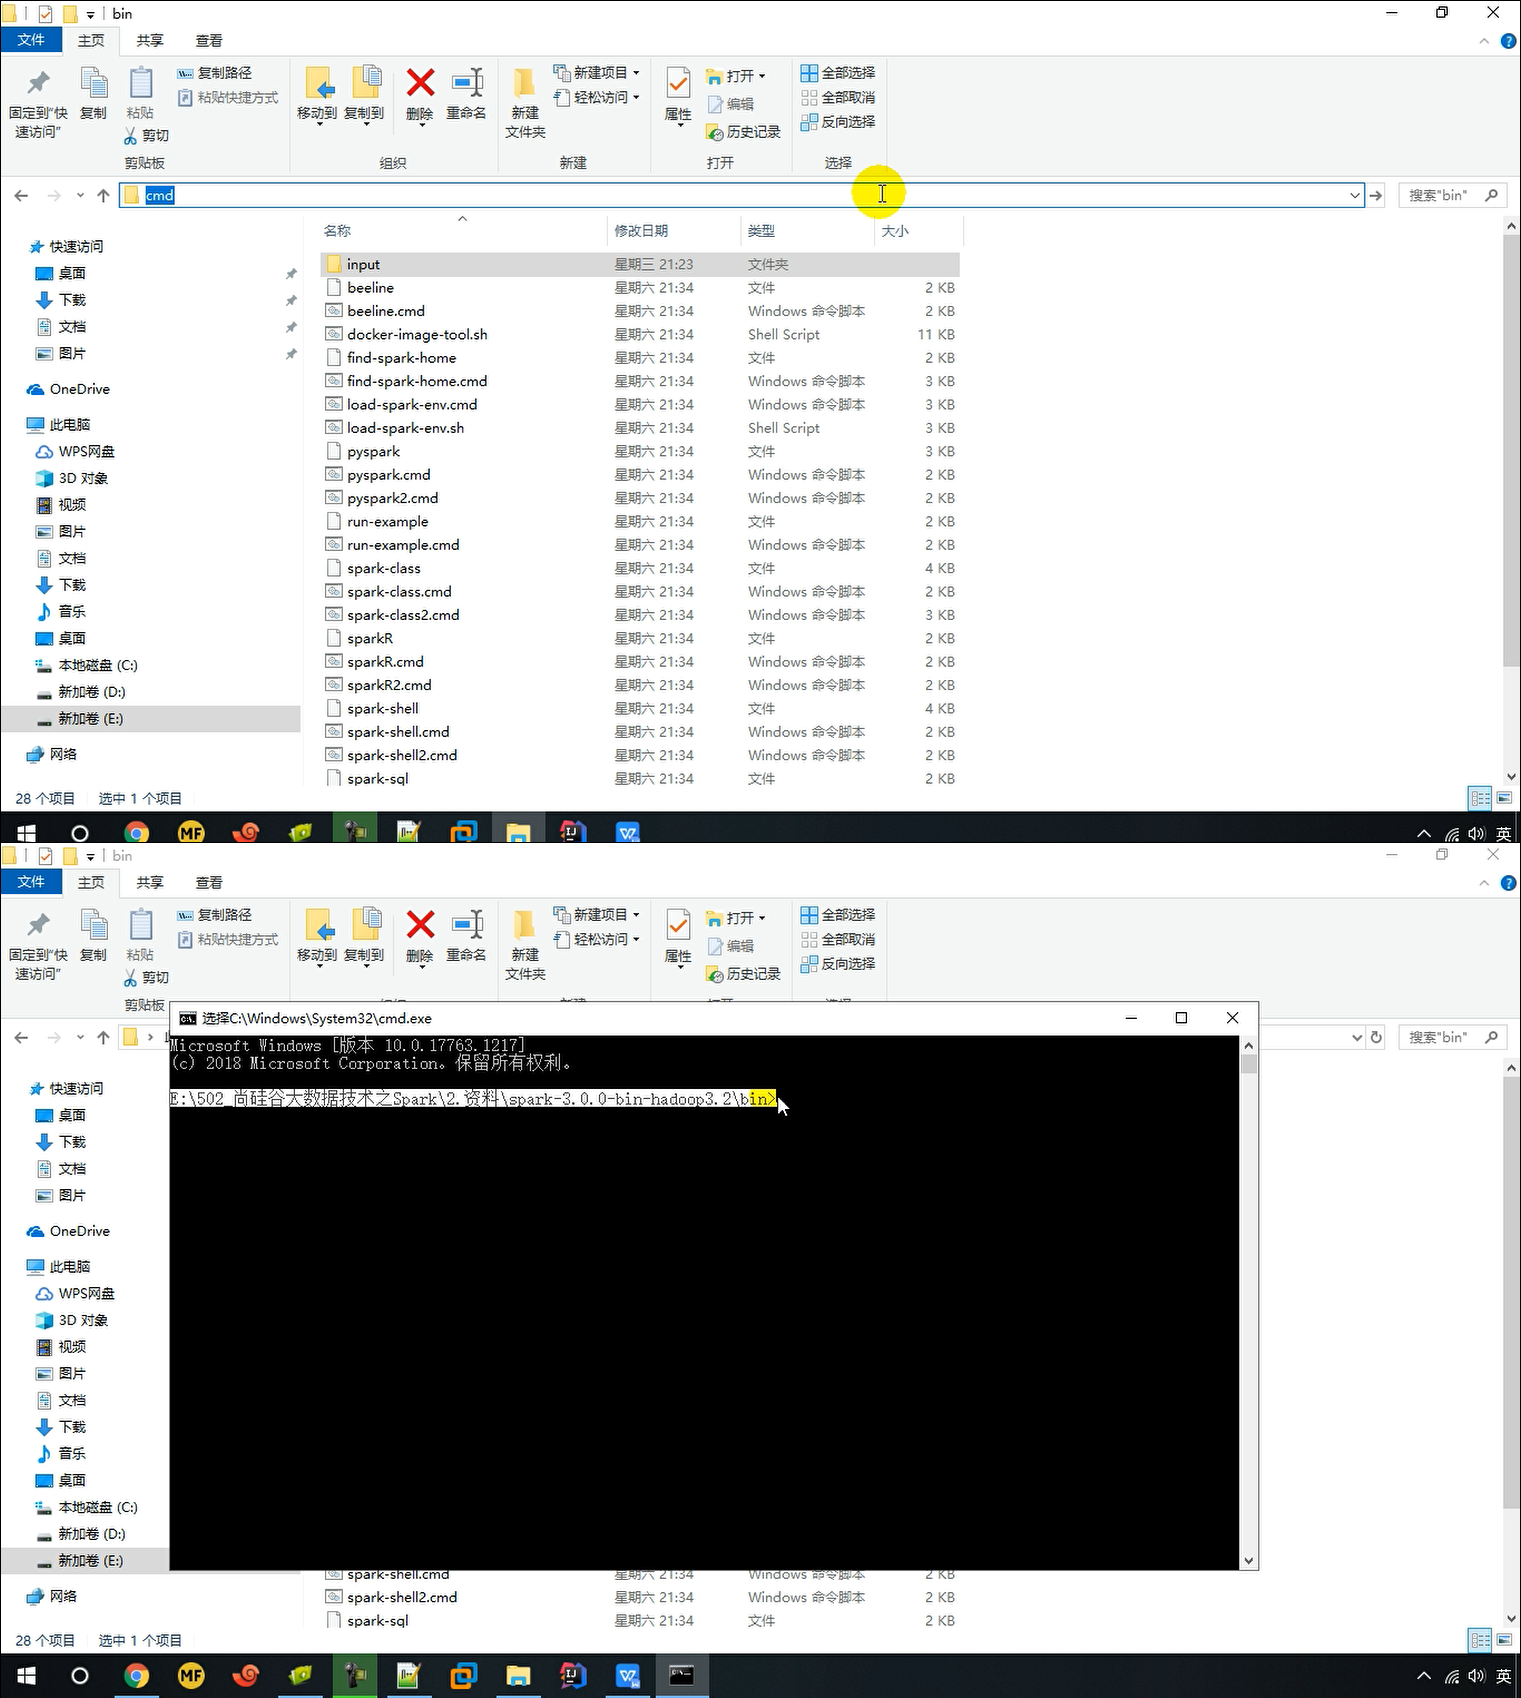 bin
文件 主页 共享 查看
固定到"快速访问"
复制
粘贴
复制路径
粘贴快捷方式
剪切
剪贴板
移动到
复制到
删除
重命名
组织
新建文件夹
新建项目
轻松访问
新建
属性
打开
编辑
历史记录
打开
全部选择
全部取消
反向选择
选择
cmd
搜索"bin"
快速访问
桌面
下载
文档
图片
OneDrive
此电脑
WPS网盘
3D 对象
视频
图片
文档
下载
音乐
桌面
本地磁盘 (C:)
新加卷 (D:)
新加卷 (E:)
网络
名称 修改日期 类型 大小
input 星期三 21:23 文件夹
beeline 星期六 21:34 文件 2 KB
beeline.cmd 星期六 21:34 Windows 命令脚本 2 KB
docker-image-tool.sh 星期六 21:34 Shell Script 11 KB
find-spark-home 星期六 21:34 文件 2 KB
find-spark-home.cmd 星期六 21:34 Windows 命令脚本 3 KB
load-spark-env.cmd 星期六 21:34 Windows 命令脚本 3 KB
load-spark-env.sh 星期六 21:34 Shell Script 3 KB
pyspark 星期六 21:34 文件 3 KB
pyspark.cmd 星期六 21:34 Windows 命令脚本 2 KB
pyspark2.cmd 星期六 21:34 Windows 命令脚本 2 KB
run-example 星期六 21:34 文件 2 KB
run-example.cmd 星期六 21:34 Windows 命令脚本 2 KB
spark-class 星期六 21:34 文件 4 KB
spark-class.cmd 星期六 21:34 Windows 命令脚本 2 KB
spark-class2.cmd 星期六 21:34 Windows 命令脚本 3 KB
sparkR 星期六 21:34 文件 2 KB
sparkR.cmd 星期六 21:34 Windows 命令脚本 2 KB
sparkR2.cmd 星期六 21:34 Windows 命令脚本 2 KB
spark-shell 星期六 21:34 文件 4 KB
spark-shell.cmd 星期六 21:34 Windows 命令脚本 2 KB
spark-shell2.cmd 星期六 21:34 Windows 命令脚本 2 KB
spark-sql 星期六 21:34 文件 2 KB
28 个项目 选中 1 个项目
MF
英
bin
文件 主页 共享 查看
固定到"快速访问"
复制
粘贴
复制路径
粘贴快捷方式
剪切
剪贴板
移动到
复制到
删除
重命名
新建文件夹
新建项目
轻松访问
属性
打开
编辑
历史记录
全部选择
全部取消
反向选择
搜索"bin"
选择C:\Windows\System32\cmd.exe
Microsoft Windows [版本 10.0.17763.1217]
(c) 2018 Microsoft Corporation。保留所有权利。
E:\502_尚硅谷大数据技术之Spark\2.资料\spark-3.0.0-bin-hadoop3.2\bin>
快速访问
桌面
下载
文档
图片
OneDrive
此电脑
WPS网盘
3D 对象
视频
图片
文档
下载
音乐
桌面
本地磁盘 (C:)
新加卷 (D:)
新加卷 (E:)
网络
spark-shell.cmd 星期六 21:34 Windows 命令脚本 2 KB
spark-shell2.cmd 星期六 21:34 Windows 命令脚本 2 KB
spark-sql 星期六 21:34 文件 2 KB
28 个项目 选中 1 个项目
MF
英